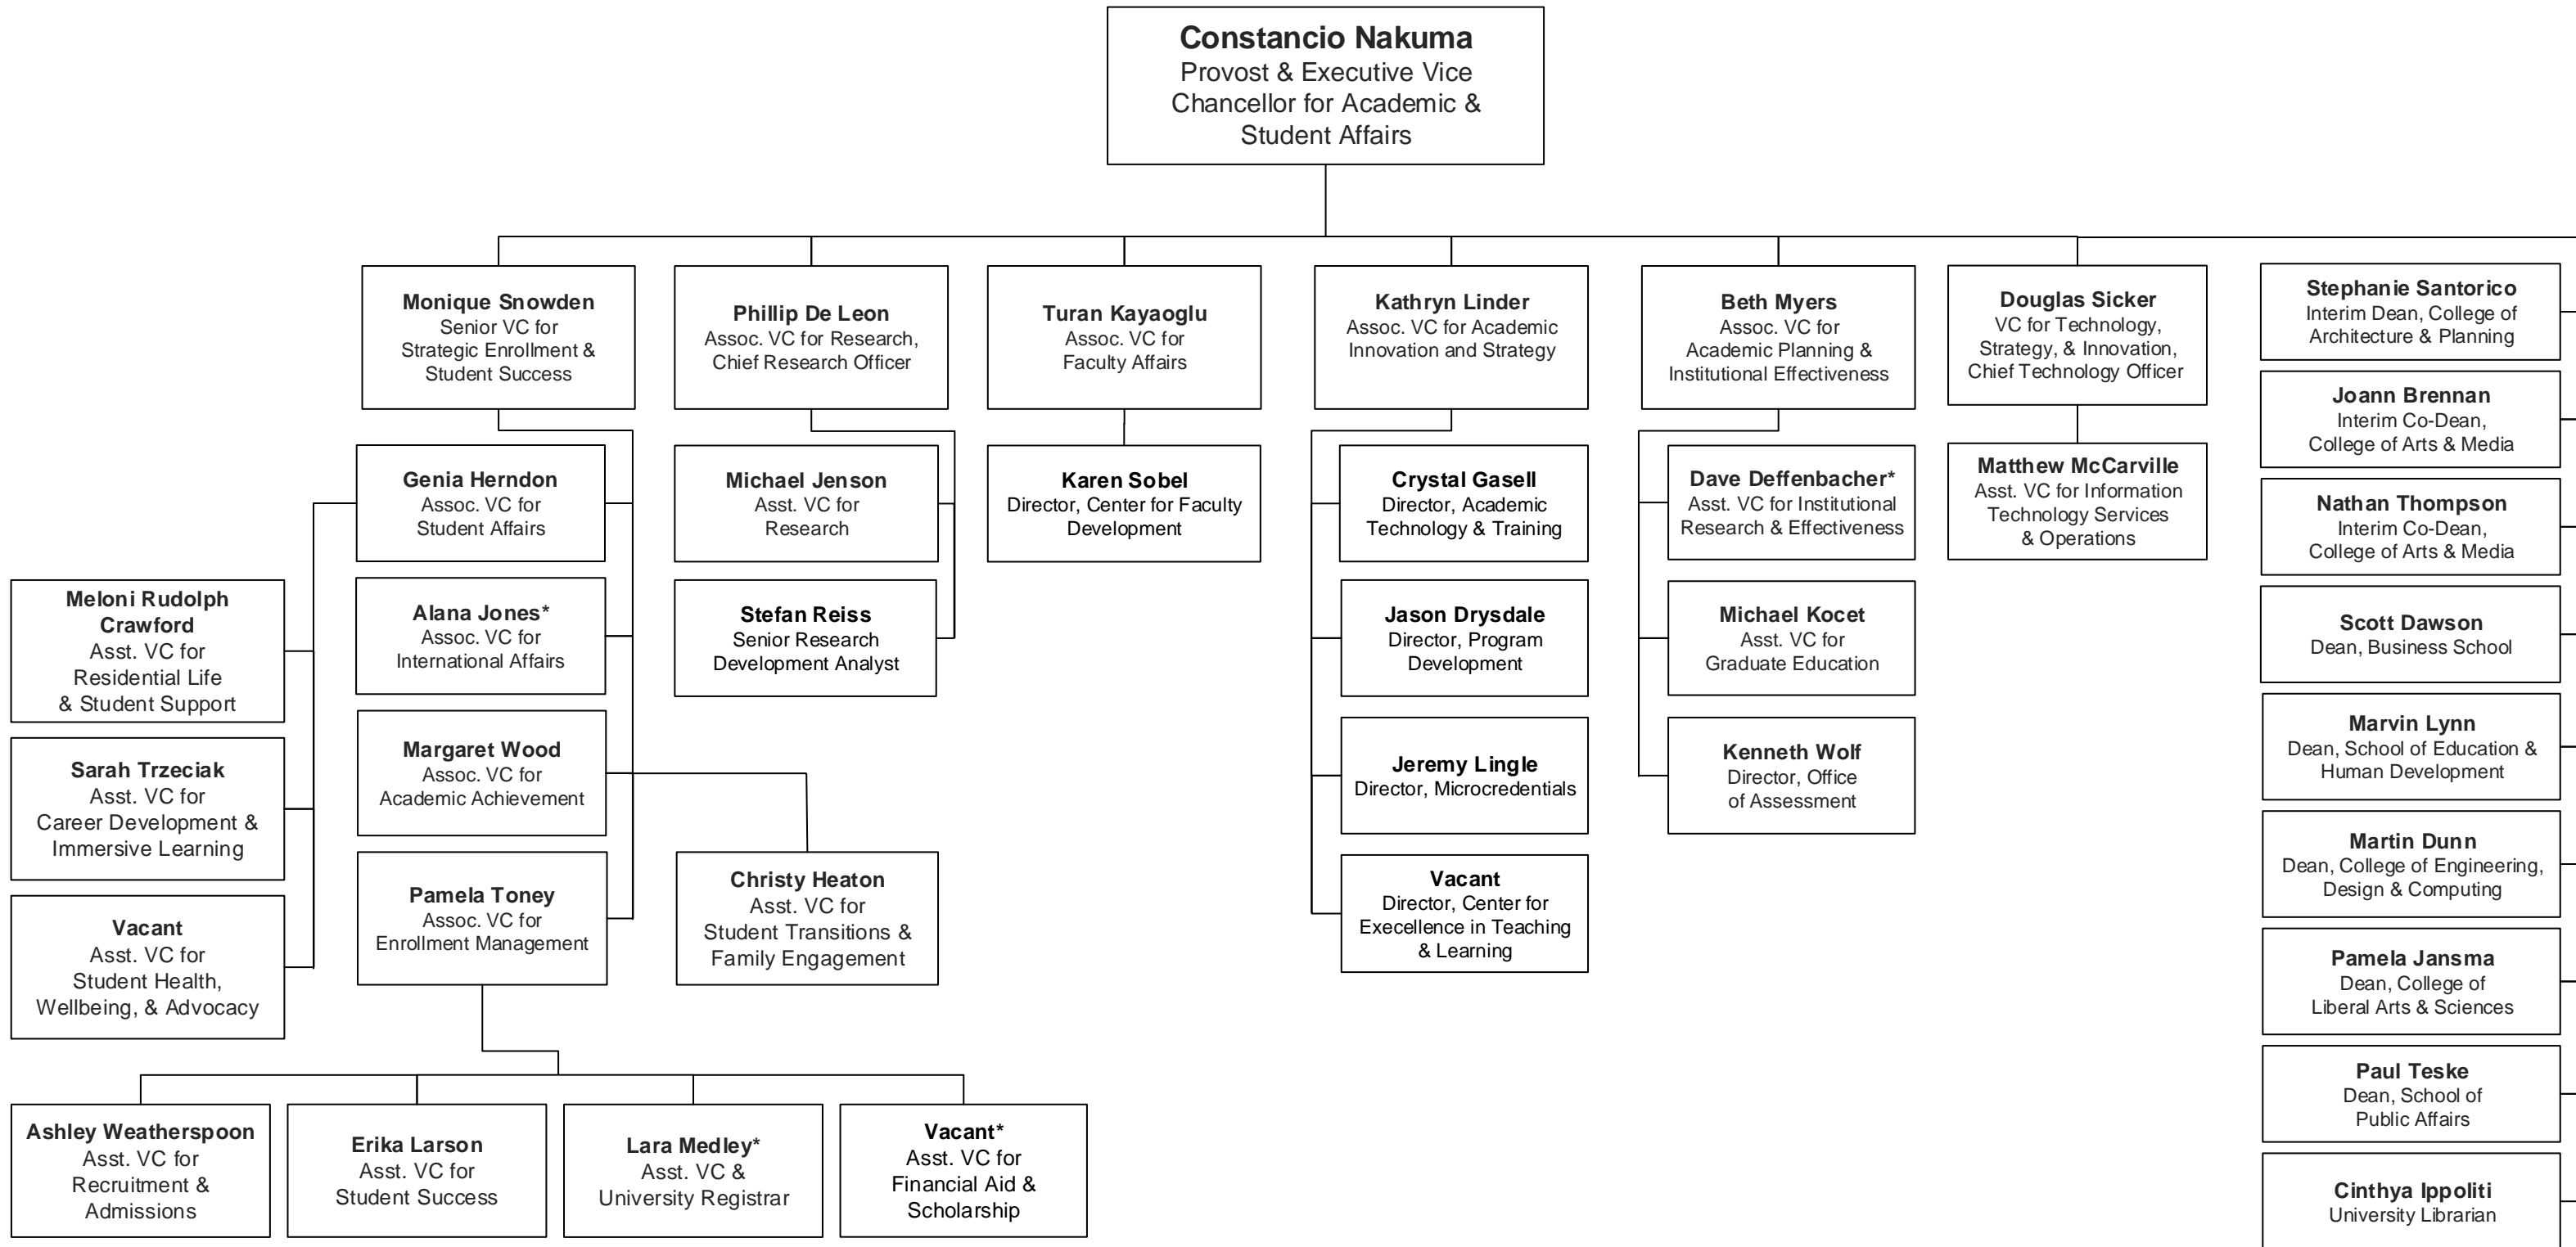 Constancio Nakuma
Provost & Executive Vice
Chancellor for Academic &
Student Affairs
Monique Snowden
Senior VC for
Strategic Enrollment &
Student Success
Phillip De Leon
Assoc. VC for Research,
Chief Research Officer
Turan Kayaoglu
Assoc. VC for
Faculty Affairs
Kathryn Linder
Assoc. VC for Academic
Innovation and Strategy
Beth Myers
Assoc. VC for
Academic Planning &
Institutional Effectiveness
Douglas Sicker
VC for Technology,
Strategy, & Innovation,
Chief Technology Officer
Stephanie Santorico
Interim Dean, College of
Architecture & Planning
Joann Brennan
Interim Co-Dean,
College of Arts & Media
Nathan Thompson
Interim Co-Dean,
College of Arts & Media
Scott Dawson
Dean, Business School
Marvin Lynn
Dean, School of Education &
Human Development
Martin Dunn
Dean, College of Engineering,
Design & Computing
Pamela Jansma
Dean, College of
Liberal Arts & Sciences
Paul Teske
Dean, School of
Public Affairs
Cinthya Ippoliti
University Librarian
Genia Herndon
Assoc. VC for
Student Affairs
Alana Jones*
Assoc. VC for
International Affairs
Margaret Wood
Assoc. VC for
Academic Achievement
Pamela Toney
Assoc. VC for
Enrollment Management
Michael Jenson
Asst. VC for
Research
Stefan Reiss
Senior Research
Development Analyst
Karen Sobel
Director, Center for Faculty
Development
Crystal Gasell
Director, Academic
Technology & Training
Jason Drysdale
Director, Program
Development
Jeremy Lingle
Director, Microcredentials
Vacant
Director, Center for
Execellence in Teaching
& Learning
Dave Deffenbacher*
Asst. VC for Institutional
Research & Effectiveness
Michael Kocet
Asst. VC for
Graduate Education
Kenneth Wolf
Director, Office
of Assessment
Matthew McCarville
Asst. VC for Information
Technology Services
& Operations
Meloni Rudolph
Crawford
Asst. VC for
Residential Life
& Student Support
Sarah Trzeciak
Asst. VC for
Career Development &
Immersive Learning
Vacant
Asst. VC for
Student Health,
Wellbeing, & Advocacy
Christy Heaton
Asst. VC for
Student Transitions &
Family Engagement
Ashley Weatherspoon
Asst. VC for
Recruitment &
Admissions
Erika Larson
Asst. VC for
Student Success
Lara Medley*
Asst. VC &
University Registrar
Vacant*
Asst. VC for
Financial Aid &
Scholarship